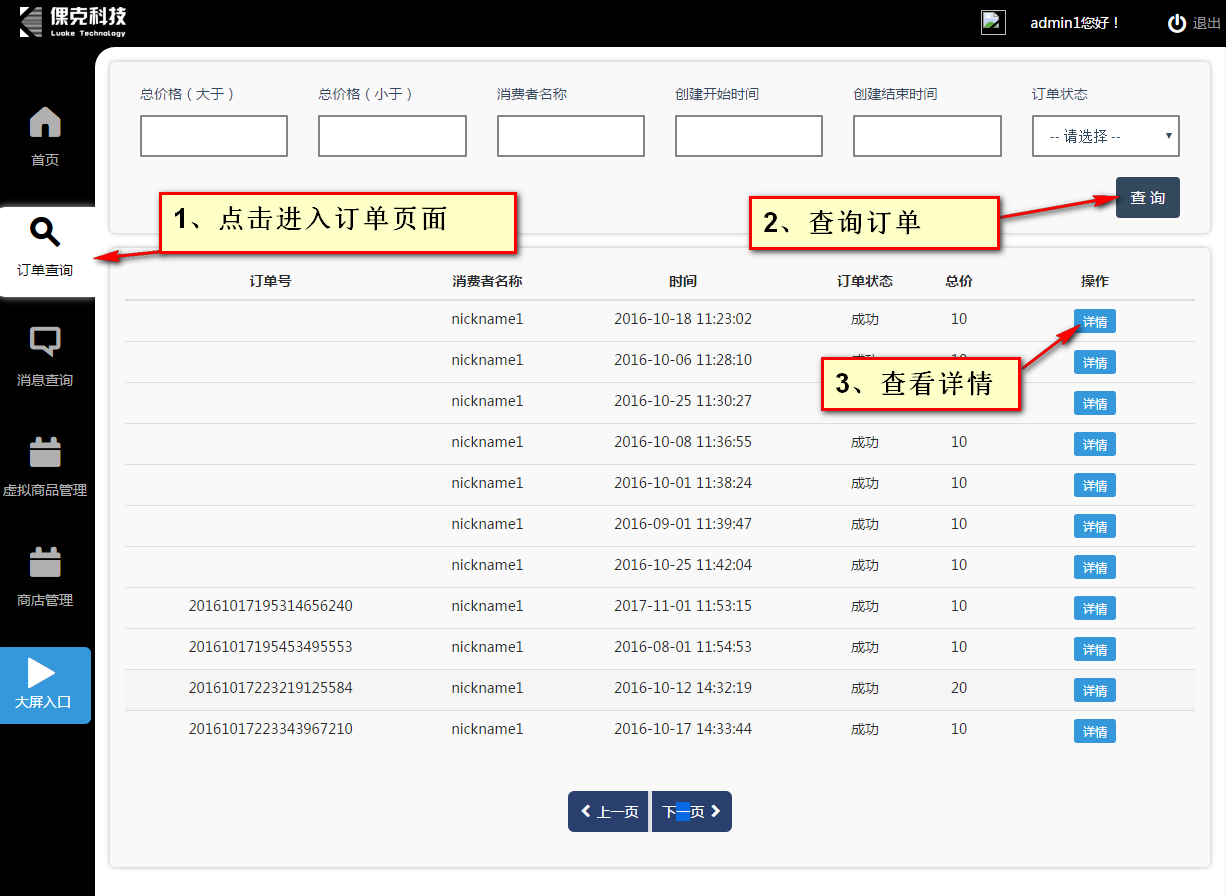 倮克科技
Luoke Technology
admin1您好！
退出
总价格（大于）
总价格（小于）
消费者名称
创建开始时间
创建结束时间
订单状态
-- 请选择 --
查 询
首页
订单查询
消息查询
虚拟商品管理
商店管理
大屏入口
1、点击进入订单页面
2、查询订单
订单号 消费者名称 时间 订单状态 总价 操作
nickname1 2016-10-18 11:23:02 成功 10 详情
nickname1 2016-10-06 11:28:10 详情
3、查看详情
nickname1 2016-10-25 11:30:27 详情
nickname1 2016-10-08 11:36:55 成功 10 详情
nickname1 2016-10-01 11:38:24 成功 10 详情
nickname1 2016-09-01 11:39:47 成功 10 详情
nickname1 2016-10-25 11:42:04 成功 10 详情
20161017195314656240 nickname1 2017-11-01 11:53:15 成功 10 详情
20161017195453495553 nickname1 2016-08-01 11:54:53 成功 10 详情
20161017223219125584 nickname1 2016-10-12 14:32:19 成功 20 详情
20161017223343967210 nickname1 2016-10-17 14:33:44 成功 10 详情
上一页
下一页